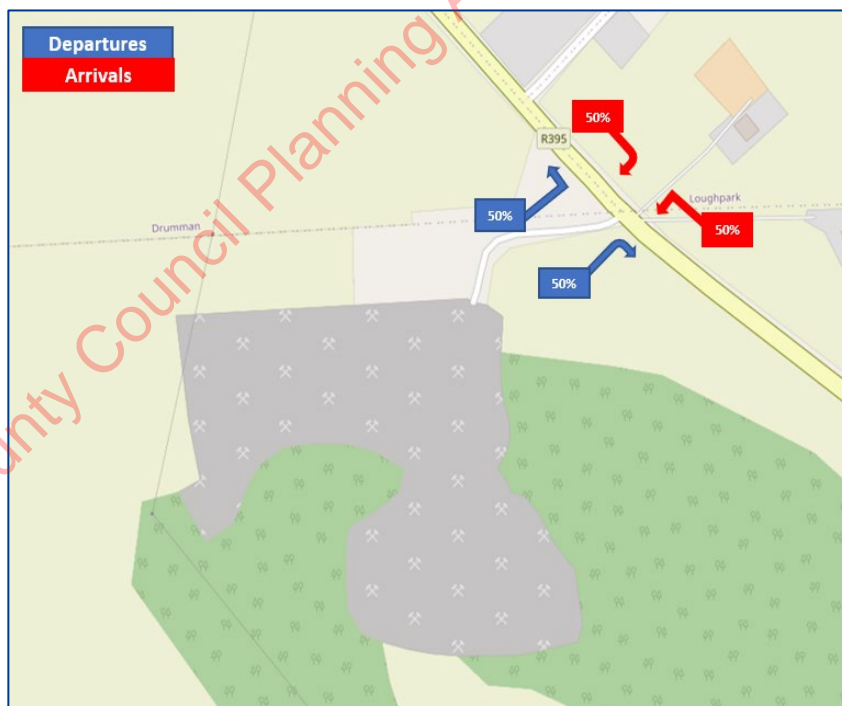 Departures
Arrivals
unty Council Planning
50%
R395
50%
Loughpark
50%
Drumman
50%